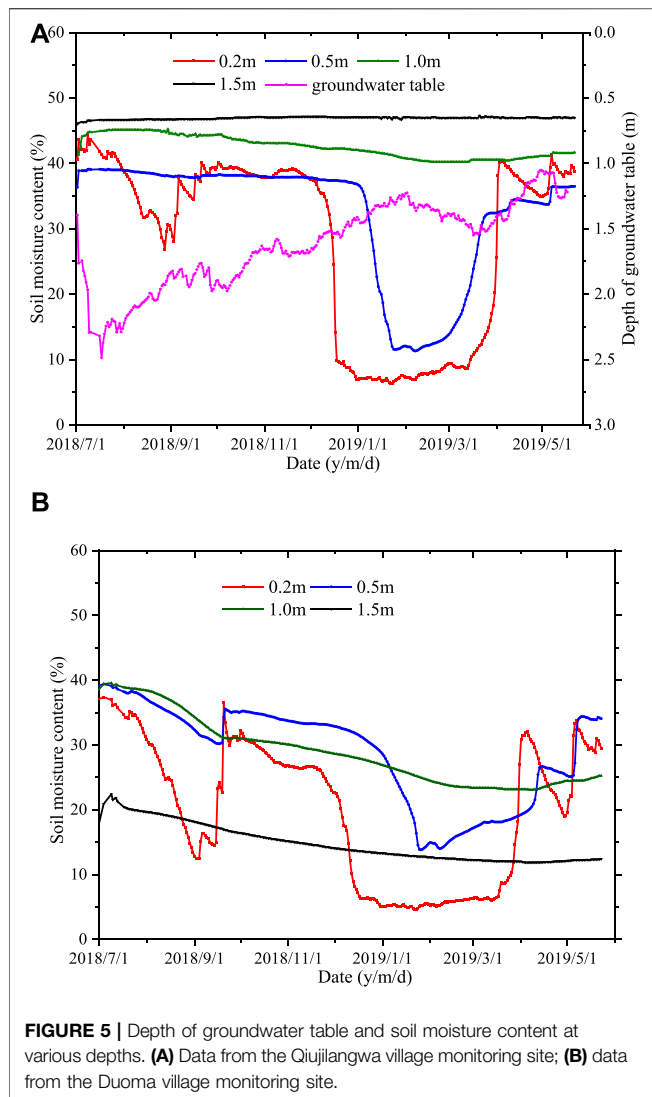 A
0.2m 0.5m 1.0m
1.5m groundwater table
60
50
40
30
20
10
0
Soil moisture content (%)
0.0
0.5
1.0
1.5
2.0
2.5
3.0
Depth of groundwater table (m)
2018/7/1 2018/9/1 2018/11/1 2019/1/1 2019/3/1 2019/5/1
Date (y/m/d)
B
0.2m 0.5m
1.0m 1.5m
60
50
40
30
20
10
0
Soil moisture content (%)
2018/7/1 2018/9/1 2018/11/1 2019/1/1 2019/3/1 2019/5/1
Date (y/m/d)
FIGURE 5 | Depth of groundwater table and soil moisture content at
various depths. (A) Data from the Qiujilangwa village monitoring site; (B) data
from the Duoma village monitoring site.